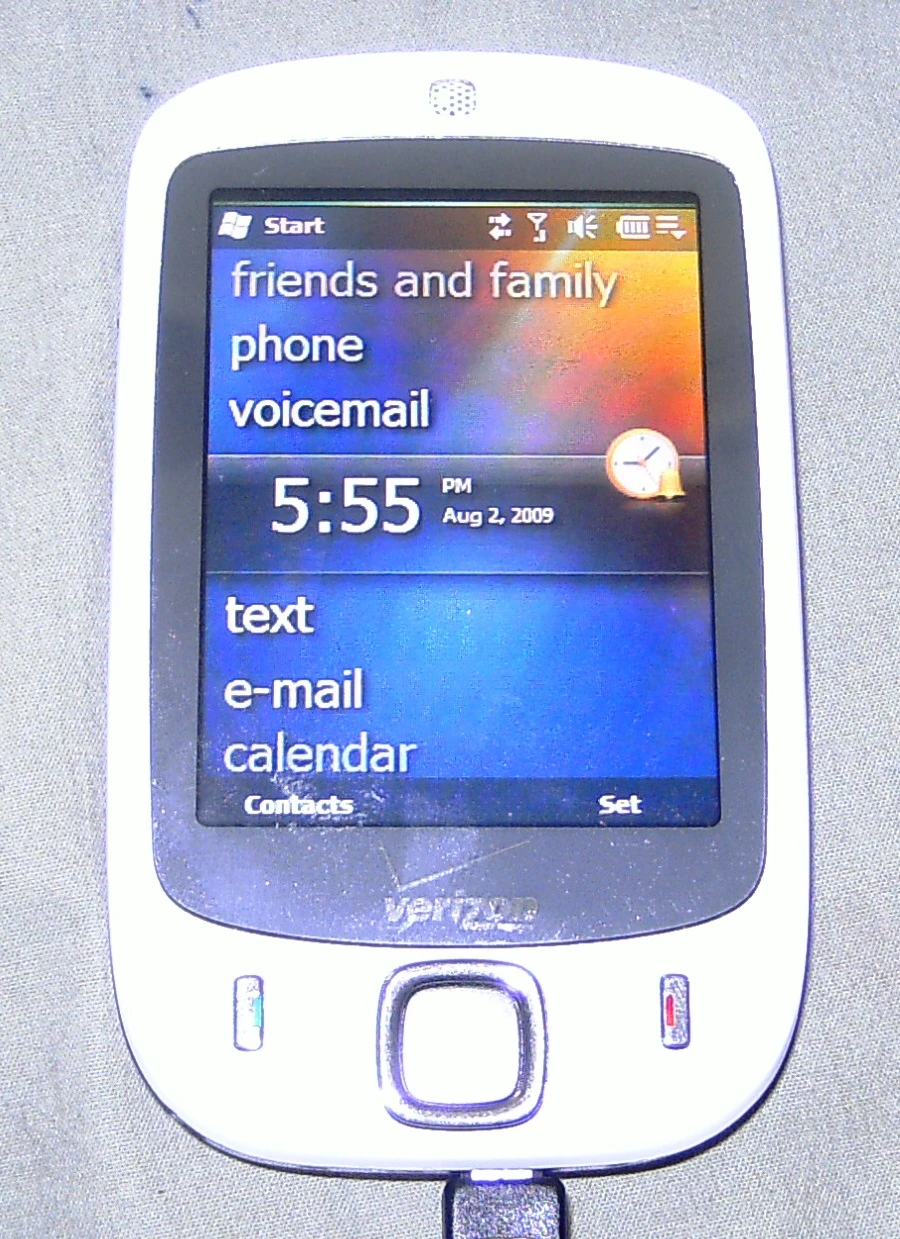 Start
friends and family
phone
voicemail
5:55 PM
Aug 2, 2009
text
e-mail
calendar
Contacts Set
verizon